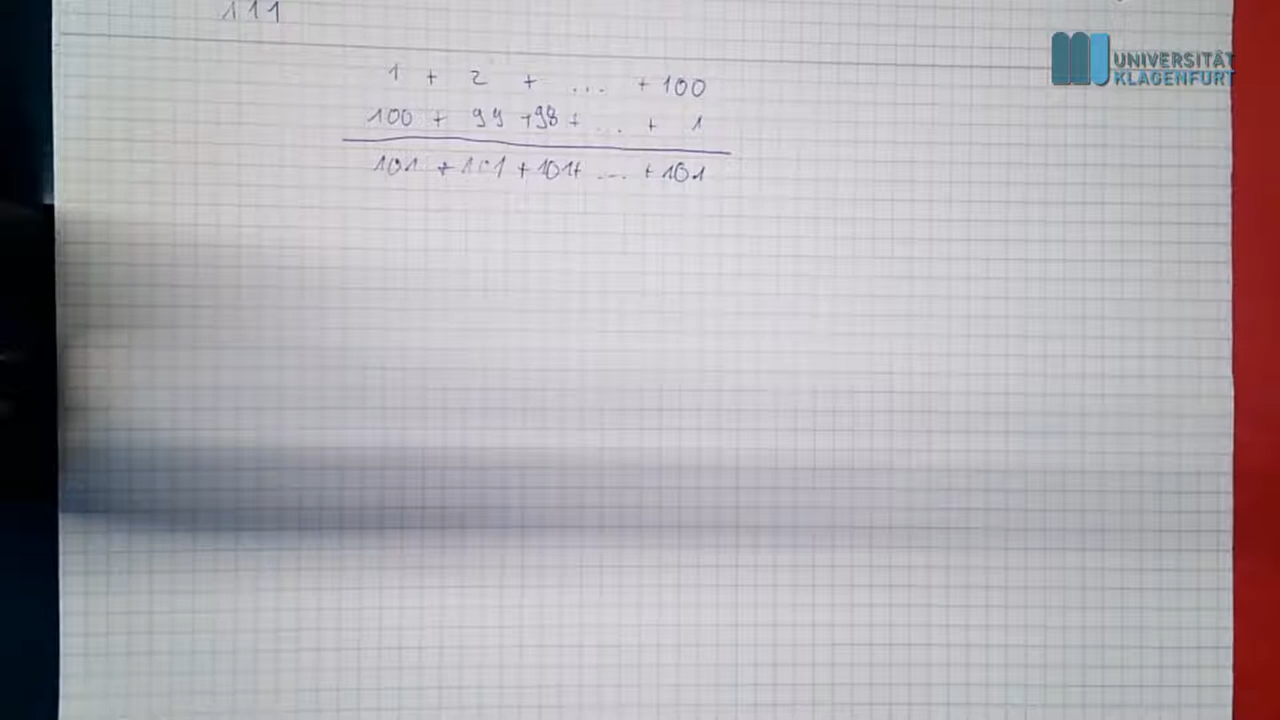 111
UNIVERSITÄT
KLAGENFURT
1 + 2 + ... + 100
100 + 99 + 98 + ... + 1
101 + 101 + 101 + ... + 101